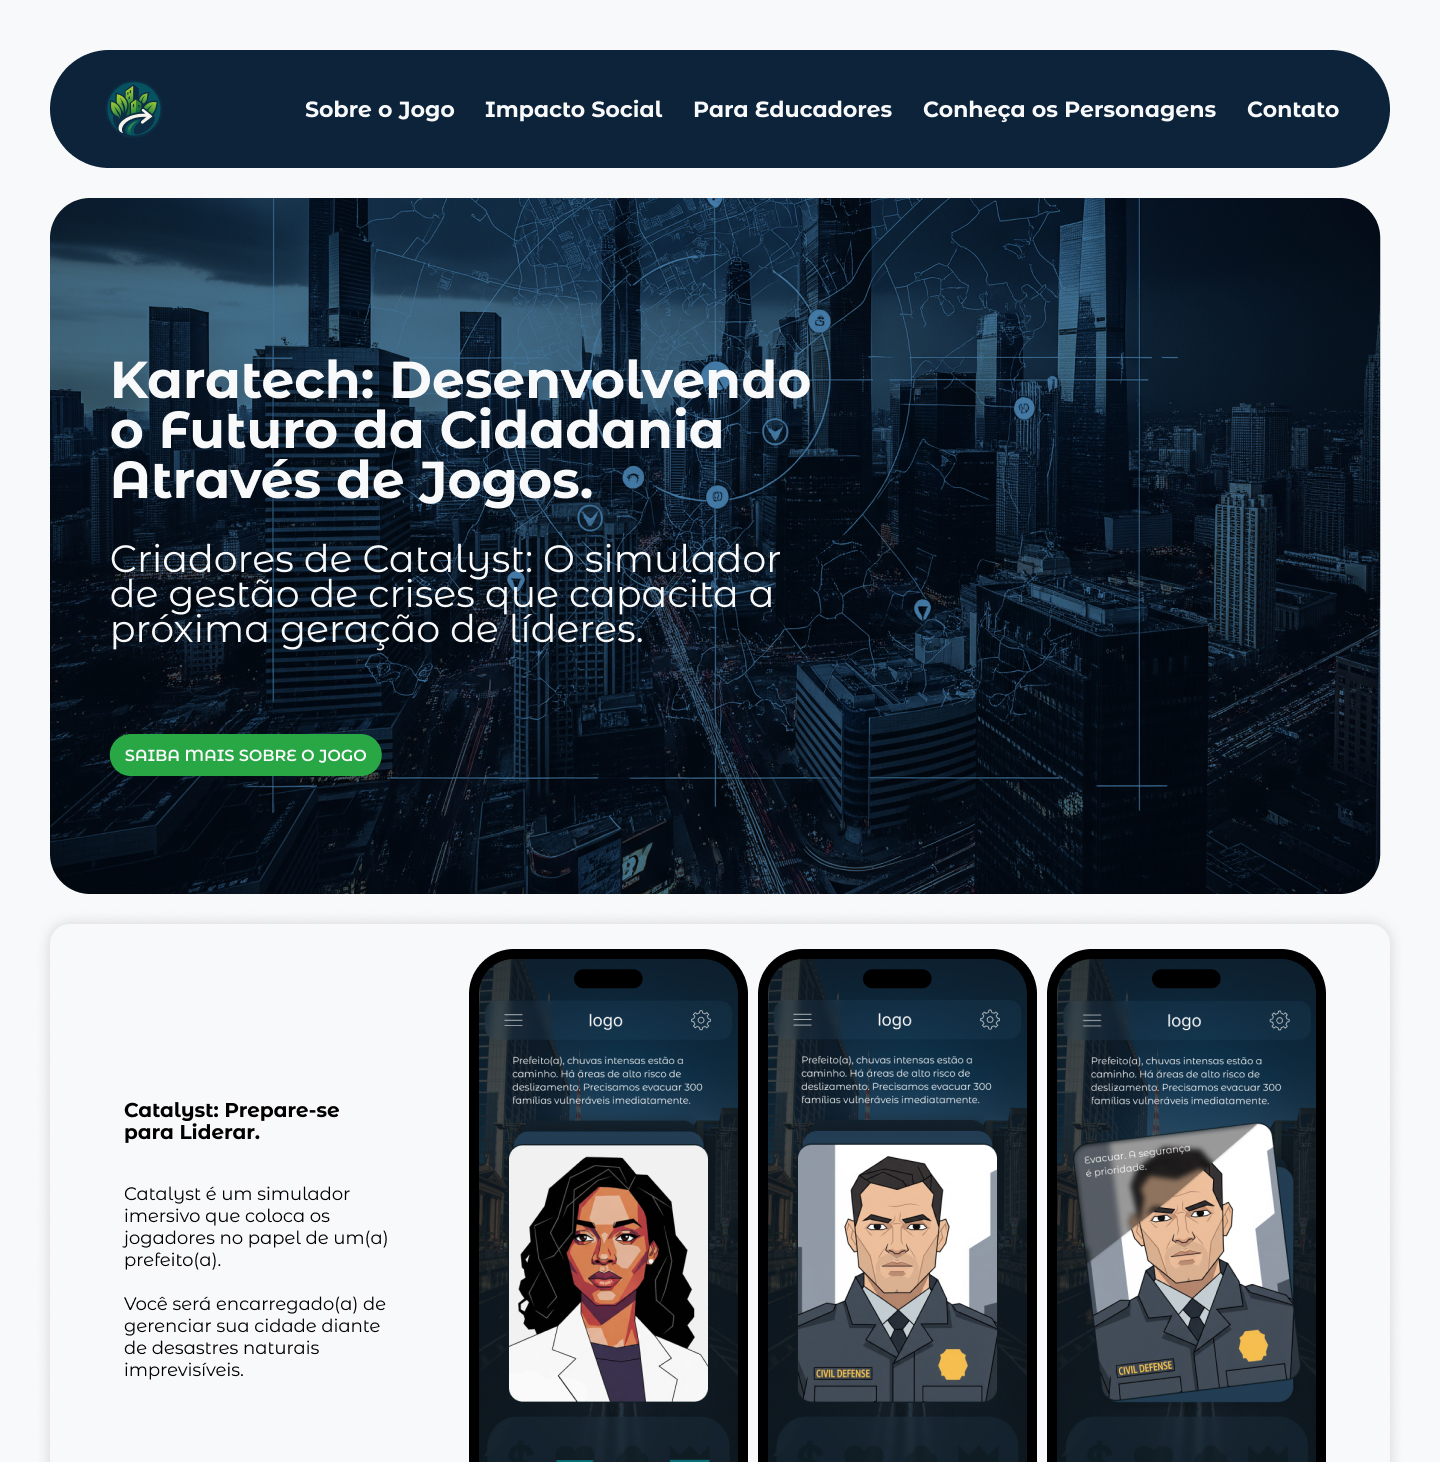 Sobre o Jogo Impacto Social Para Educadores Conheça os Personagens Contato
Karatech: Desenvolvendo
o Futuro da Cidadania
Através de Jogos.
Criadores de Catalyst: O simulador
de gestão de crises que capacita a
próxima geração de líderes.
SAIBA MAIS SOBRE O JOGO
Catalyst: Prepare-se
para Liderar.
Catalyst é um simulador
imersivo que coloca os
jogadores no papel de um(a)
prefeito(a).
Você será encarregado(a) de
gerenciar sua cidade diante
de desastres naturais
imprevisíveis.
logo
Prefeito(a), chuvas intensas estão a
caminho. Há áreas de alto risco de
deslizamento. Precisamos evacuar 300
famílias vulneráveis imediatamente.
logo
Prefeito(a), chuvas intensas estão a
caminho. Há áreas de alto risco de
deslizamento. Precisamos evacuar 300
famílias vulneráveis imediatamente.
CIVIL DEFENSE
logo
Prefeito(a), chuvas intensas estão a
caminho. Há áreas de alto risco de
deslizamento. Precisamos evacuar 300
famílias vulneráveis imediatamente.
Evacuar. A segurança
é prioridade.
CIVIL DEFENSE